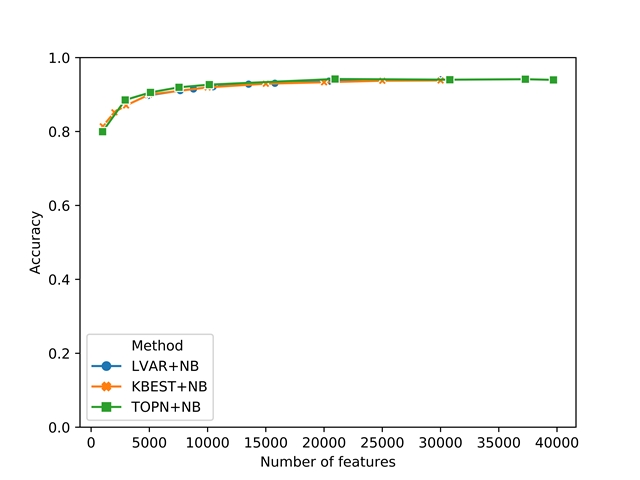 1.0
0.8
0.6
0.4
0.2
0.0
Accuracy
Method
LVAR+NB
KBEST+NB
TOPN+NB
0 5000 10000 15000 20000 25000 30000 35000 40000
Number of features